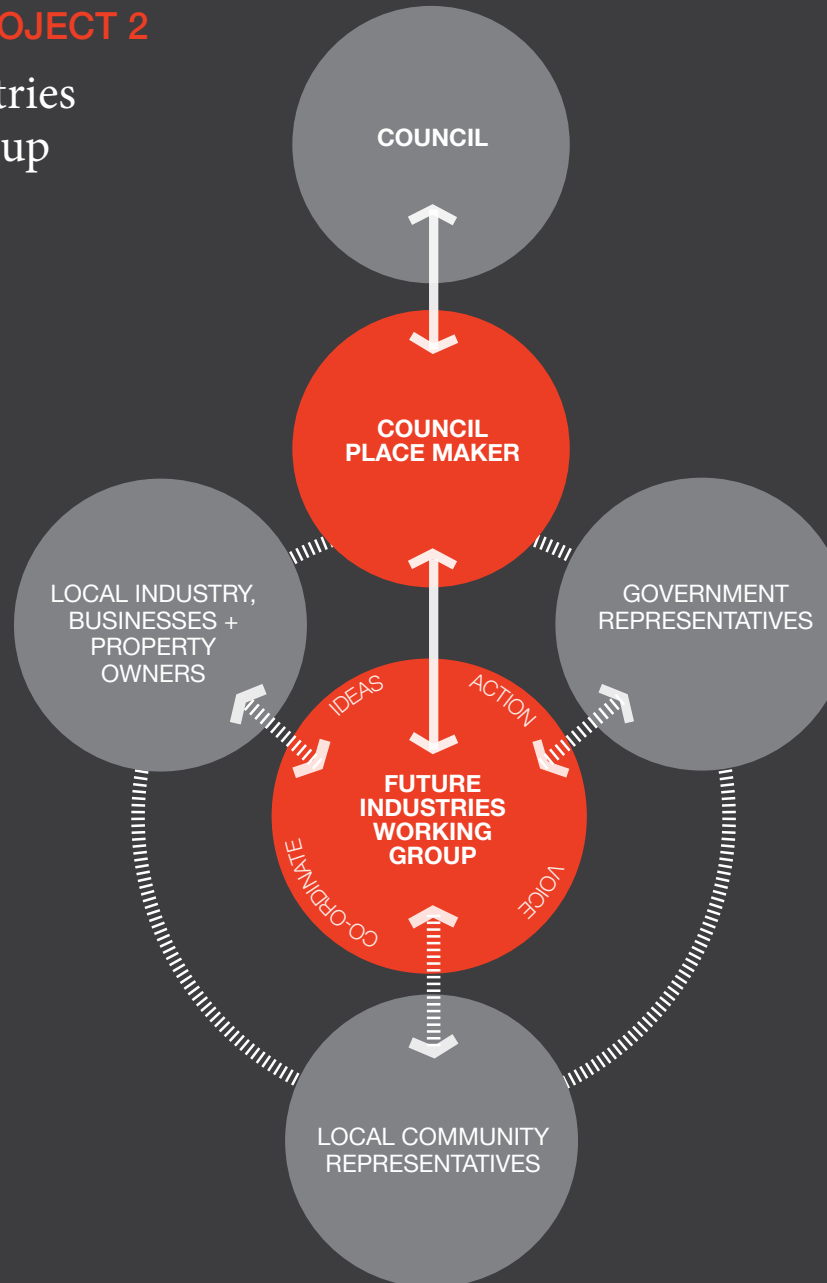 OJECT 2
tries
up
COUNCIL
COUNCIL
PLACE MAKER
LOCAL INDUSTRY,
BUSINESSES +
PROPERTY
OWNERS
GOVERNMENT
REPRESENTATIVES
IDEAS
ACTION
FUTURE
INDUSTRIES
WORKING
GROUP
CO-ORDINATE
VOICE
LOCAL COMMUNITY
REPRESENTATIVES